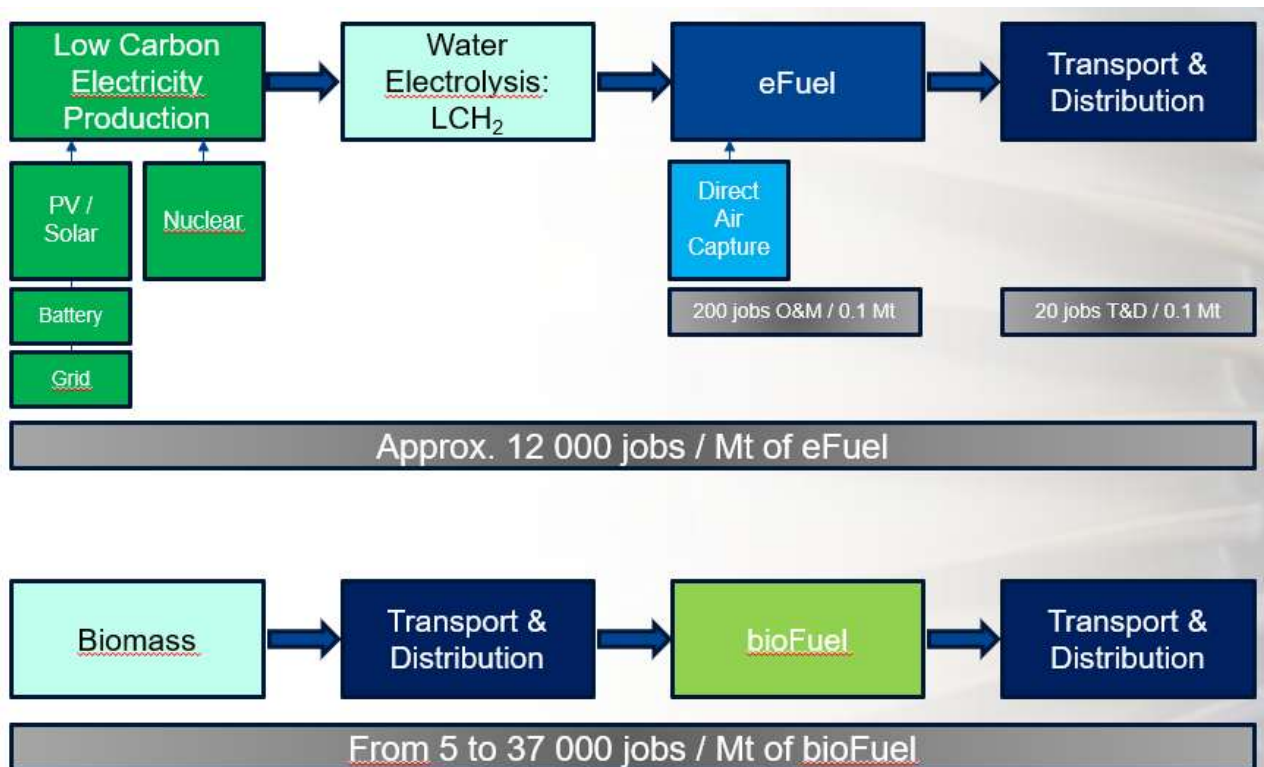 Low Carbon
Electricity
Production
Water
Electrolysis:
LCH₂
eFuel
Transport &
Distribution
PV /
Solar
Nuclear
Direct
Air
Capture
Battery
200 jobs O&M / 0.1 Mt
20 jobs T&D / 0.1 Mt
Grid
Approx. 12 000 jobs / Mt of eFuel
Biomass
Transport &
Distribution
bioFuel
Transport &
Distribution
From 5 to 37 000 jobs / Mt of bioFuel